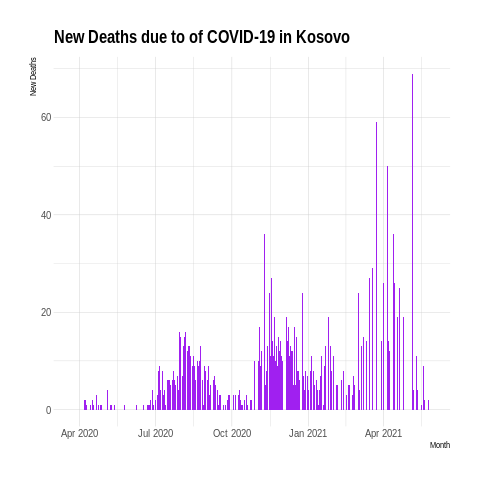 New Deaths due to of COVID-19 in Kosovo
New Deaths
60
40
20
0
Apr 2020 Jul 2020 Oct 2020 Jan 2021 Apr 2021
Month